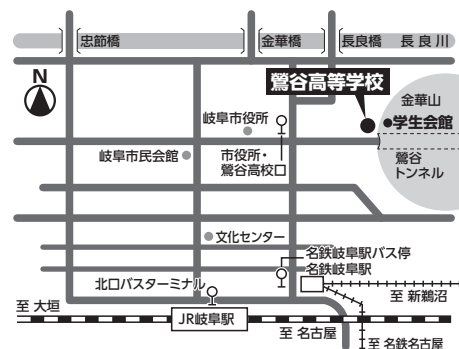 忠節橋
金華橋
長良橋 長良川
N
鶯谷高等学校
金華山
学生会館
岐阜市役所
岐阜市民会館
市役所・
鶯谷高校口
鶯谷
トンネル
文化センター
名鉄岐阜駅バス停
名鉄岐阜駅
北口バスターミナル
至 新鵜沼
至 大垣
JR岐阜駅
至 名古屋
至 名鉄名古屋